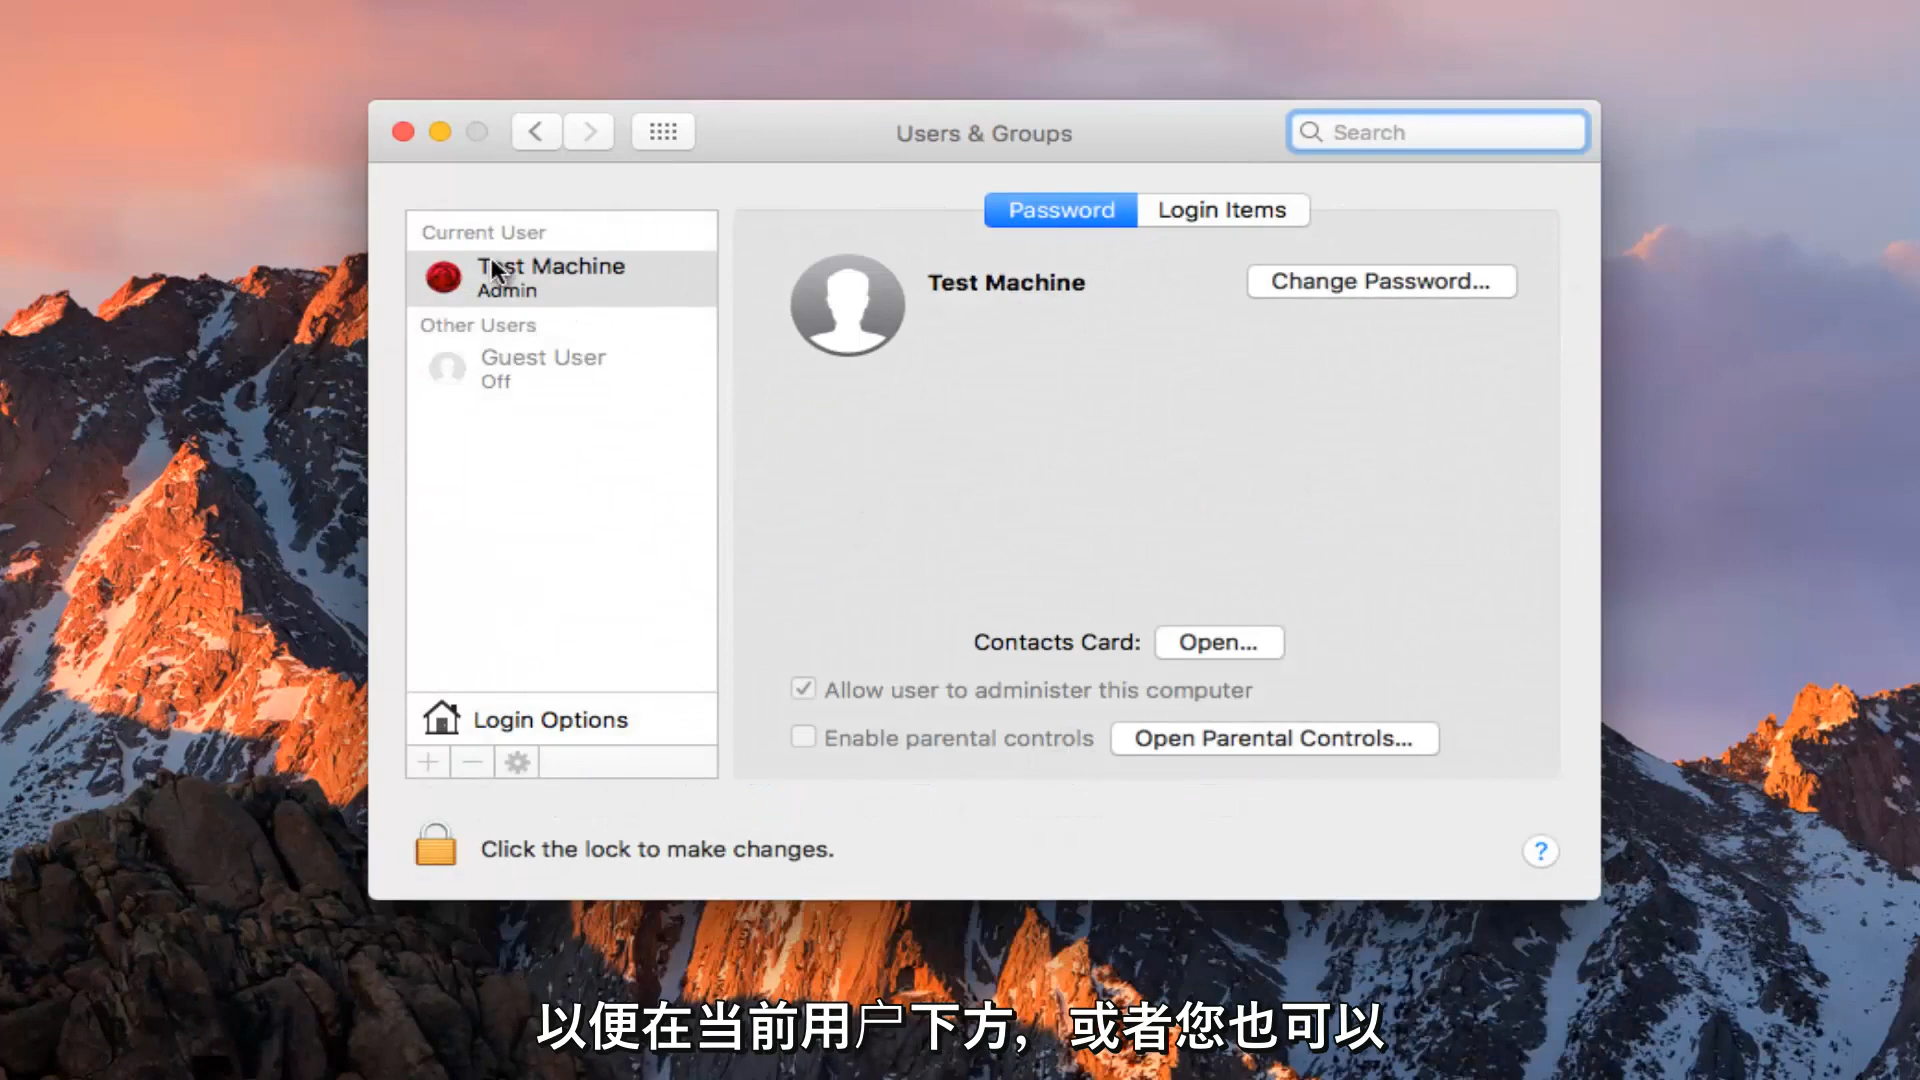 Users & Groups
Search
Password
Login Items
Current User
Test Machine
Admin
Other Users
Guest User
Off
Test Machine
Change Password...
Contacts Card:
Open...
Allow user to administer this computer
Enable parental controls
Open Parental Controls...
Login Options
Click the lock to make changes.
?
以便在当前用户下方，或者您也可以